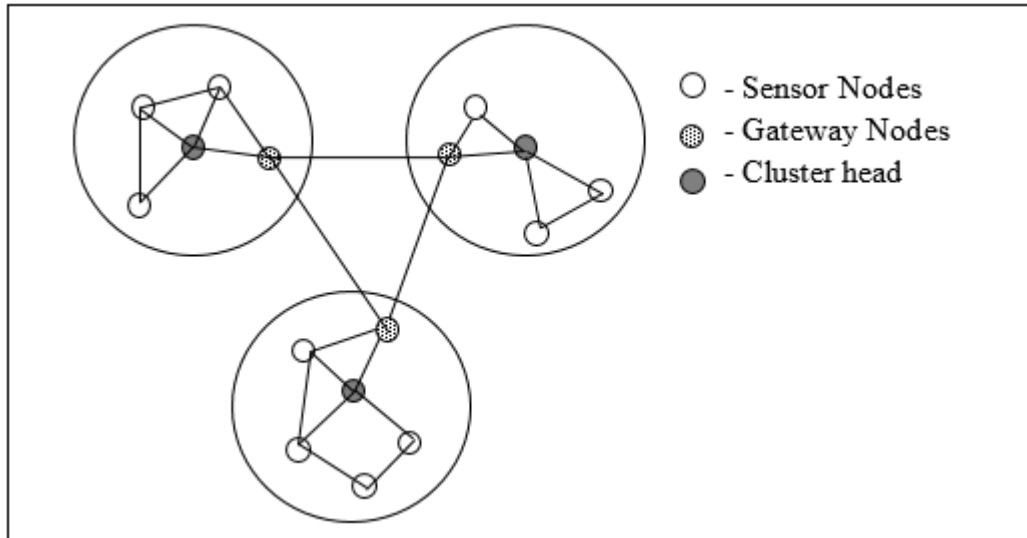 - Sensor Nodes
- Gateway Nodes
- Cluster head